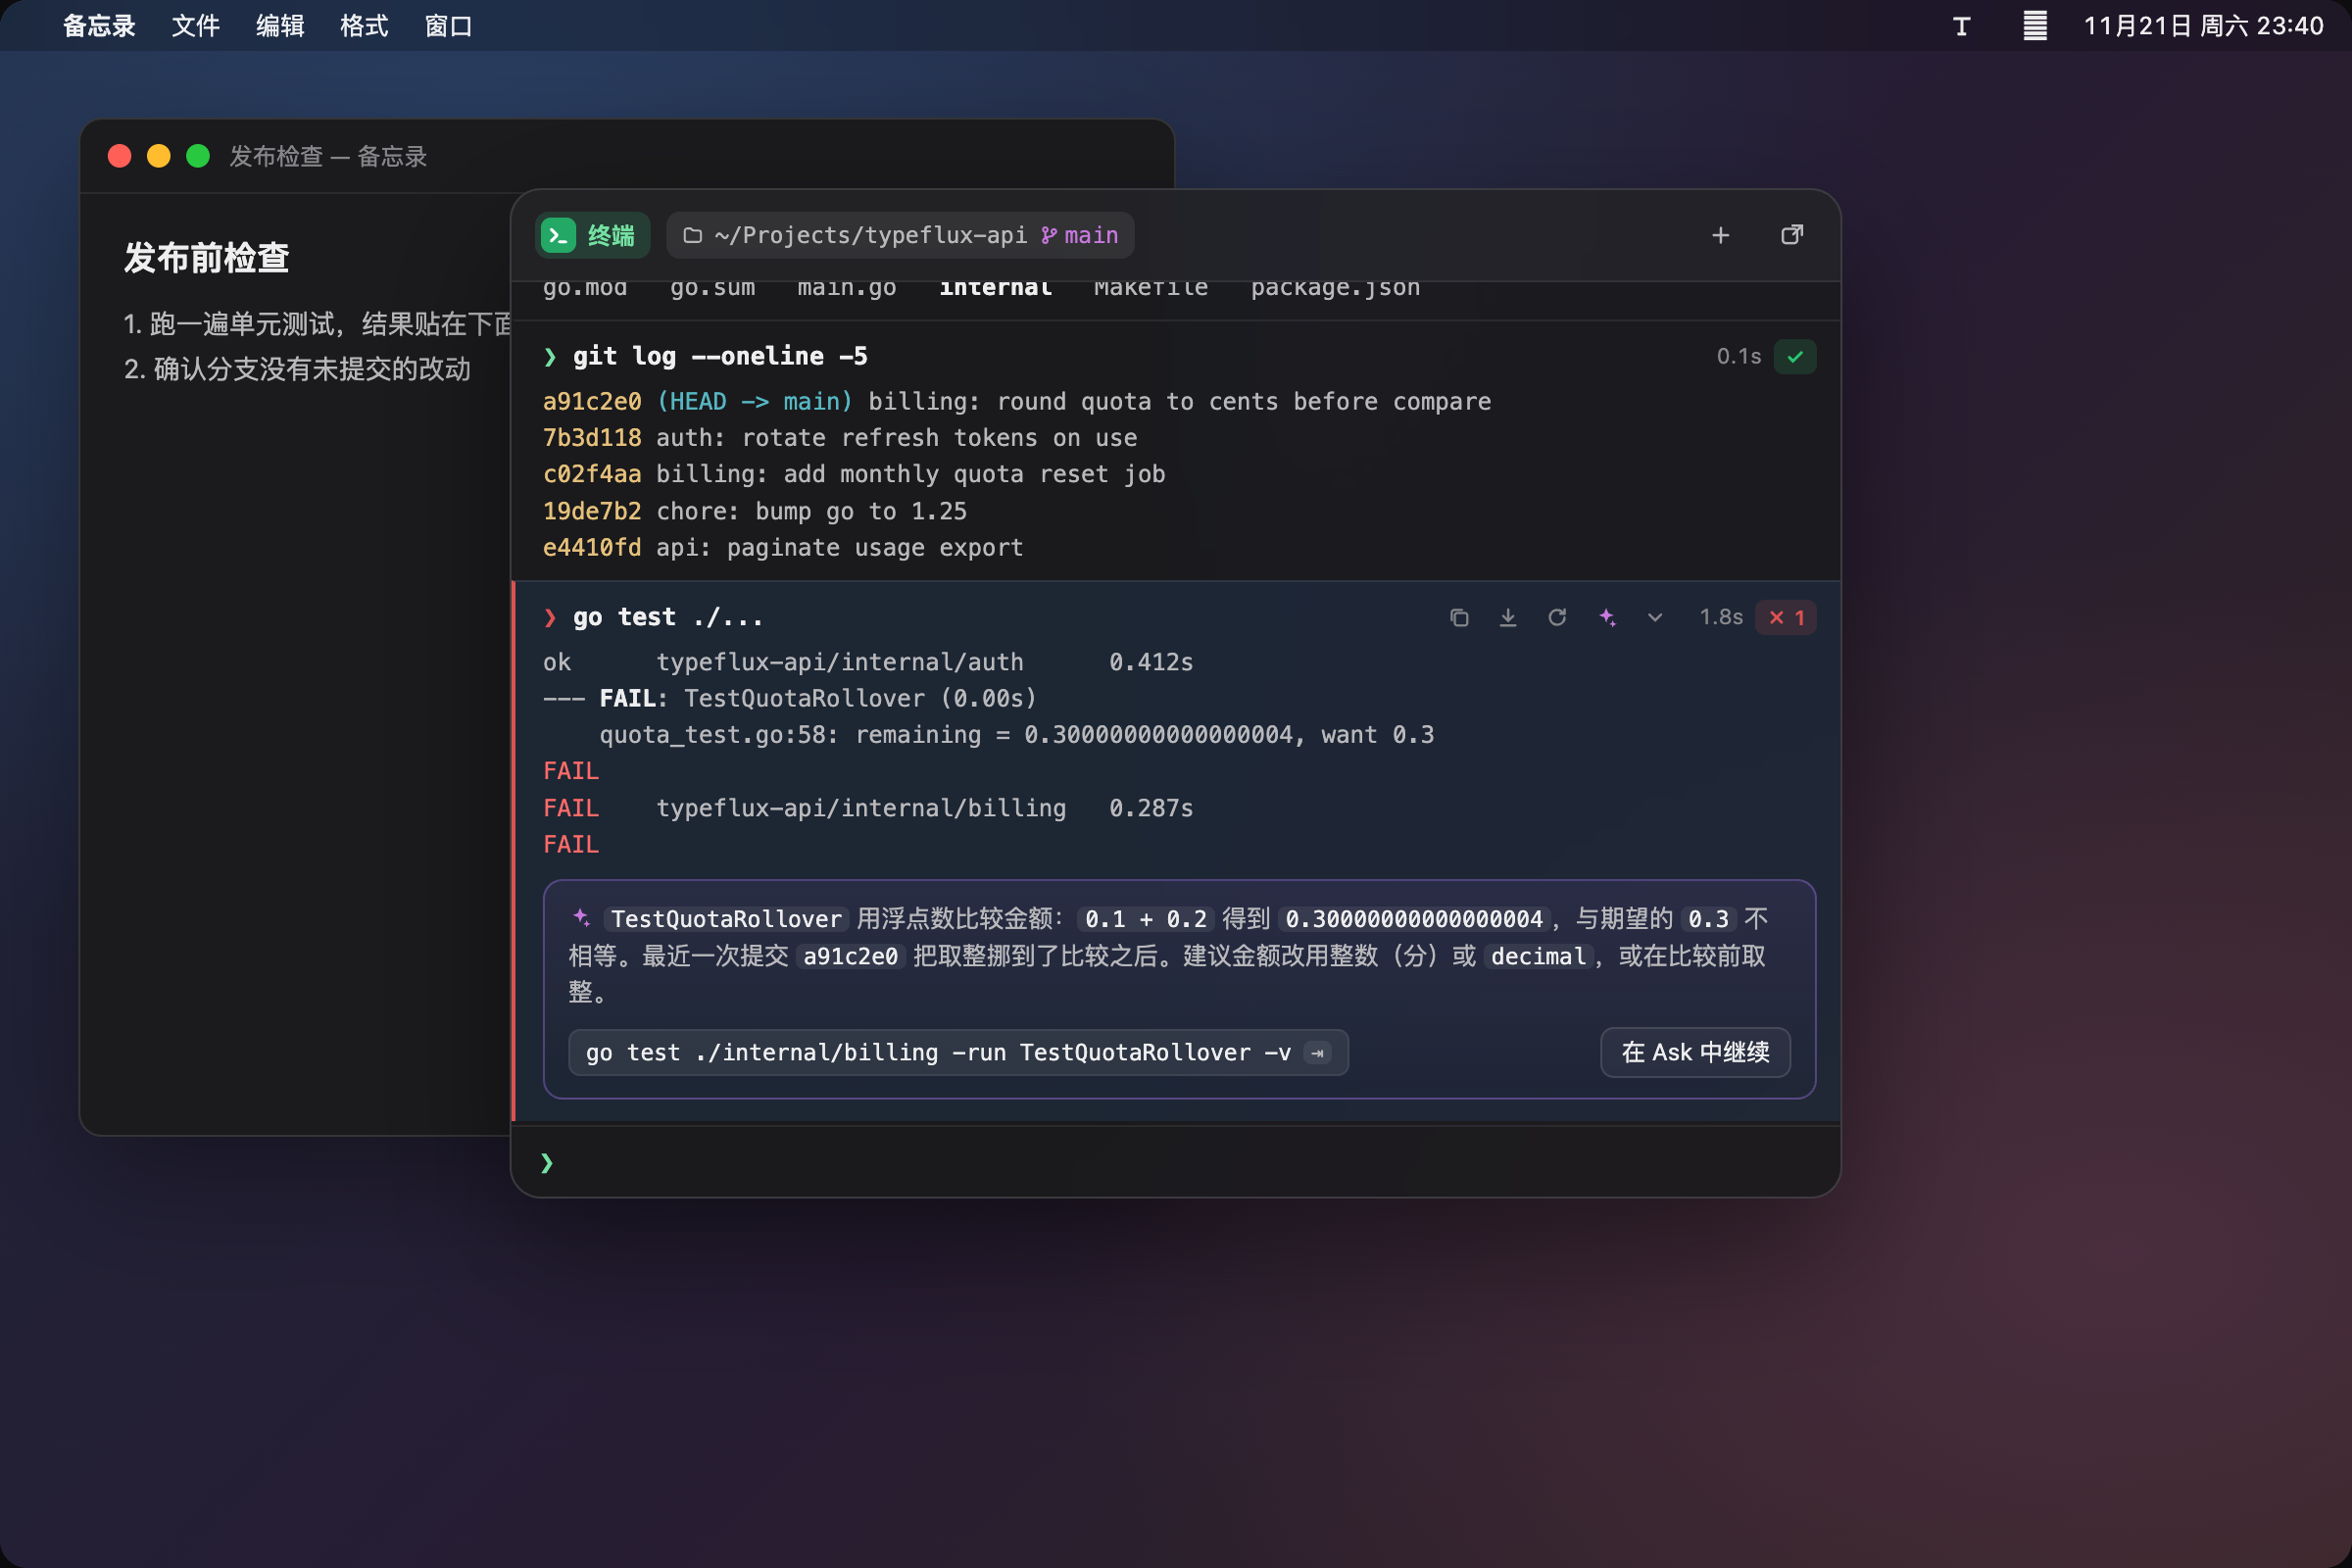 备忘录 文件 编辑 格式 窗口
11月21日 周六 23:40
发布检查 — 备忘录
发布前检查
1. 跑一遍单元测试，结果贴在下面
2. 确认分支没有未提交的改动
终端 ~/Projects/typeflux-api main
go.mod go.sum main.go internal Makefile package.json
❯ git log --oneline -5 0.1s ✓
a91c2e0 (HEAD -> main) billing: round quota to cents before compare
7b3d118 auth: rotate refresh tokens on use
c02f4aa billing: add monthly quota reset job
19de7b2 chore: bump go to 1.25
e4410fd api: paginate usage export
❯ go test ./... 1.8s ✕ 1
ok typeflux-api/internal/auth 0.412s
--- FAIL: TestQuotaRollover (0.00s)
quota_test.go:58: remaining = 0.30000000000000004, want 0.3
FAIL
FAIL typeflux-api/internal/billing 0.287s
FAIL
TestQuotaRollover 用浮点数比较金额：0.1 + 0.2 得到 0.30000000000000004，与期望的 0.3 不
相等。最近一次提交 a91c2e0 把取整挪到了比较之后。建议金额改用整数（分）或 decimal，或在比较前取
整。
go test ./internal/billing -run TestQuotaRollover -v ⇥
在 Ask 中继续
❯